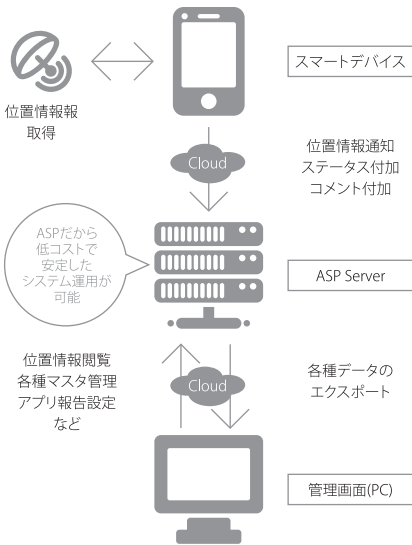 スマートデバイス
位置情報報
取得
Cloud
位置情報通知
ステータス付加
コメント付加
ASPだから
低コストで
安定した
システム運用が
可能
ASP Server
位置情報閲覧
各種マスタ管理
アプリ報告設定
など
Cloud
各種データの
エクスポート
管理画面(PC)